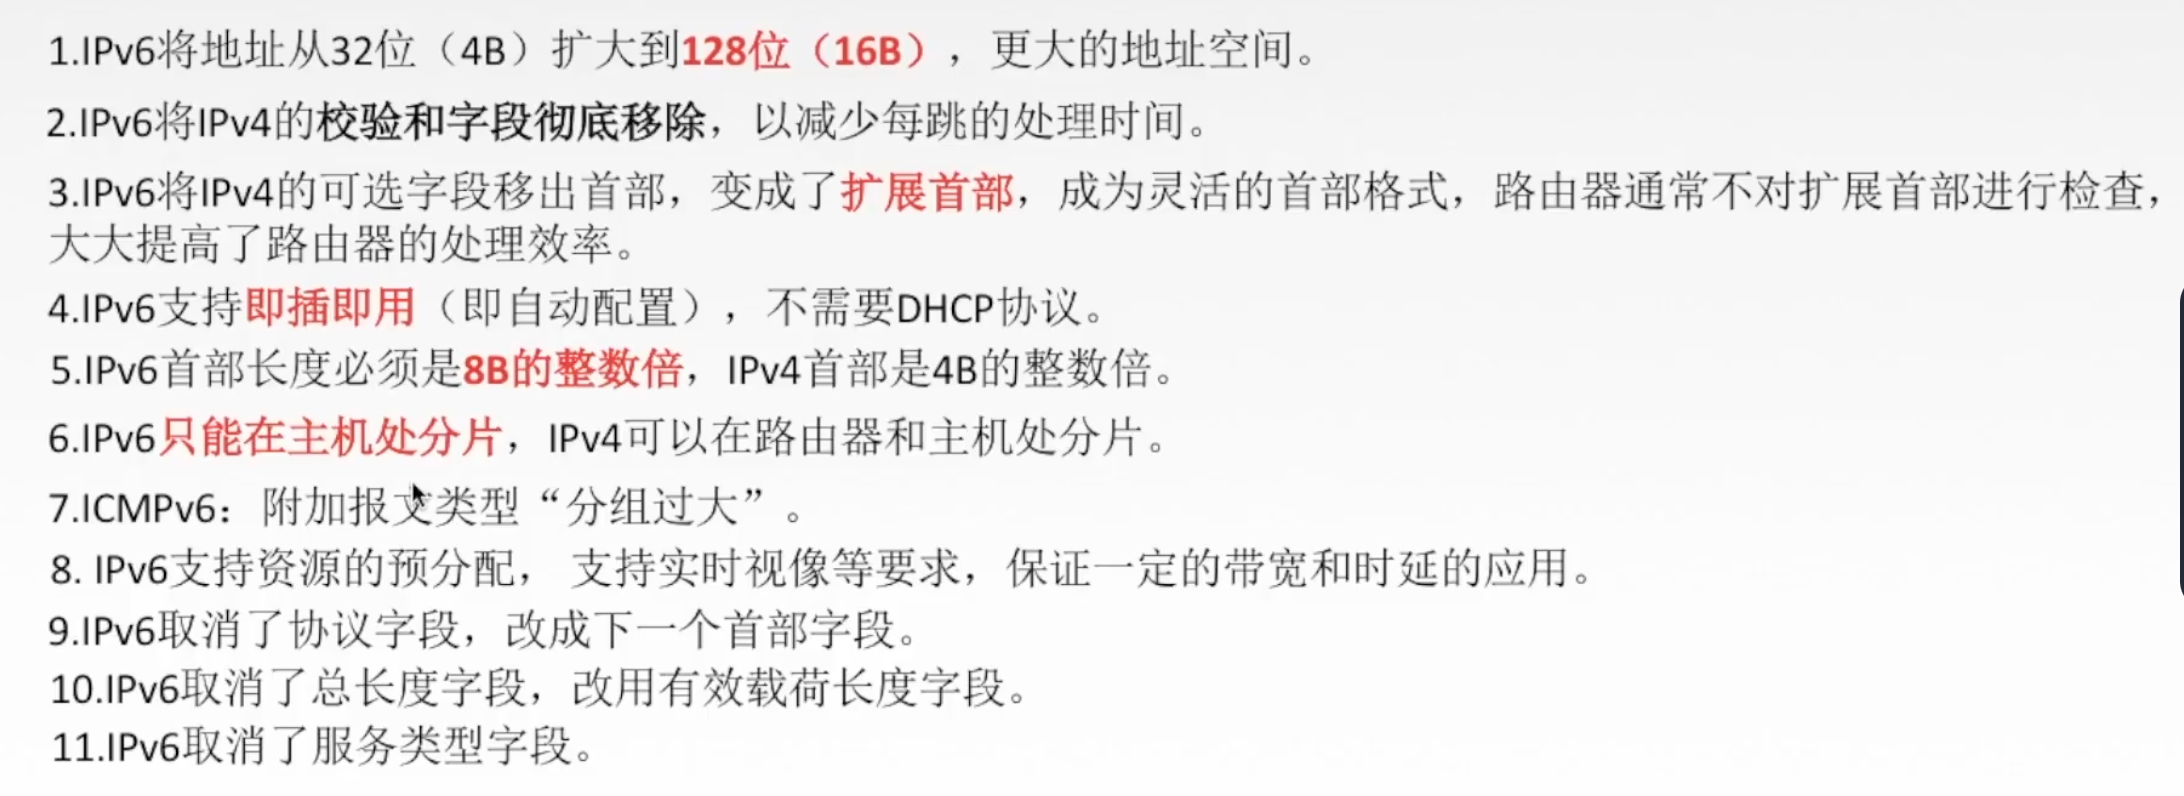 1.IPv6将地址从32位（4B）扩大到128位（16B），更大的地址空间。
2.IPv6将IPv4的校验和字段彻底移除，以减少每跳的处理时间。
3.IPv6将IPv4的可选字段移出首部，变成了扩展首部，成为灵活的首部格式，路由器通常不对扩展首部进行检查，
大大提高了路由器的处理效率。
4.IPv6支持即插即用（即自动配置），不需要DHCP协议。
5.IPv6首部长度必须是8B的整数倍，IPv4首部是4B的整数倍。
6.IPv6只能在主机处分片，IPv4可以在路由器和主机处分片。
7.ICMPv6：附加报文类型“分组过大”。
8. IPv6支持资源的预分配， 支持实时视像等要求，保证一定的带宽和时延的应用。
9.IPv6取消了协议字段，改成下一个首部字段。
10.IPv6取消了总长度字段，改用有效载荷长度字段。
11.IPv6取消了服务类型字段。